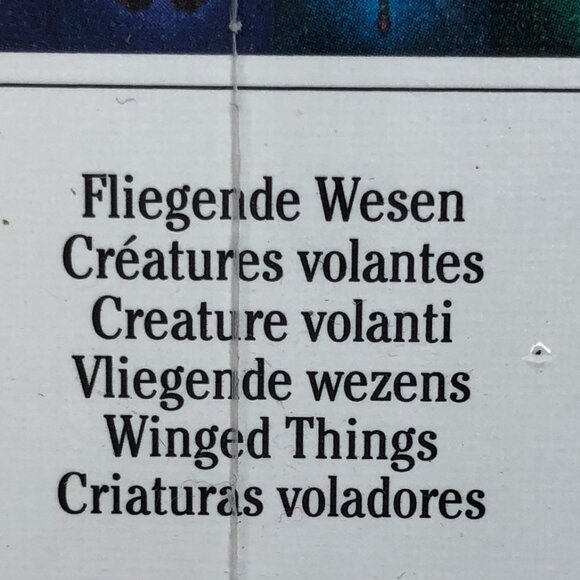 Fliegende Wesen
Créatures volantes
Creature volanti
Vliegende wezens
Winged Things
Criaturas voladores